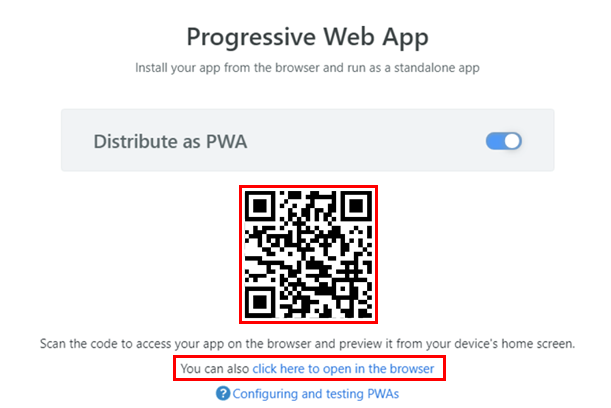 Progressive Web App
Install your app from the browser and run as a standalone app
Distribute as PWA
Scan the code to access your app on the browser and preview it from your device's home screen.
You can also click here to open in the browser
? Configuring and testing PWAs